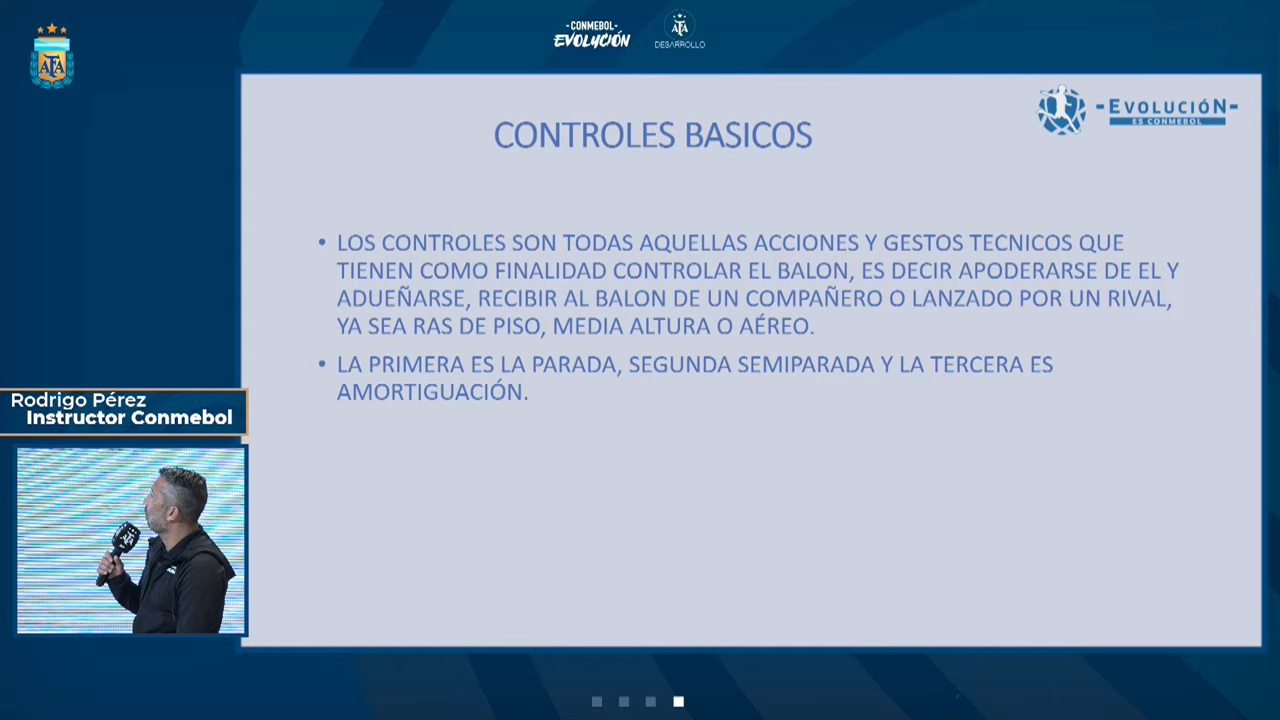 -CONMEBOL-
EVOLUCIÓN
AFA
DESARROLLO
AFA
-EVOLUCIÓN-
ES CONMEBOL
CONTROLES BASICOS
• LOS CONTROLES SON TODAS AQUELLAS ACCIONES Y GESTOS TECNICOS QUE
TIENEN COMO FINALIDAD CONTROLAR EL BALON, ES DECIR APODERARSE DE EL Y
ADUEÑARSE, RECIBIR AL BALON DE UN COMPAÑERO O LANZADO POR UN RIVAL,
YA SEA RAS DE PISO, MEDIA ALTURA O AÉREO.
• LA PRIMERA ES LA PARADA, SEGUNDA SEMIPARADA Y LA TERCERA ES
AMORTIGUACIÓN.
Rodrigo Pérez
Instructor Conmebol
AFA